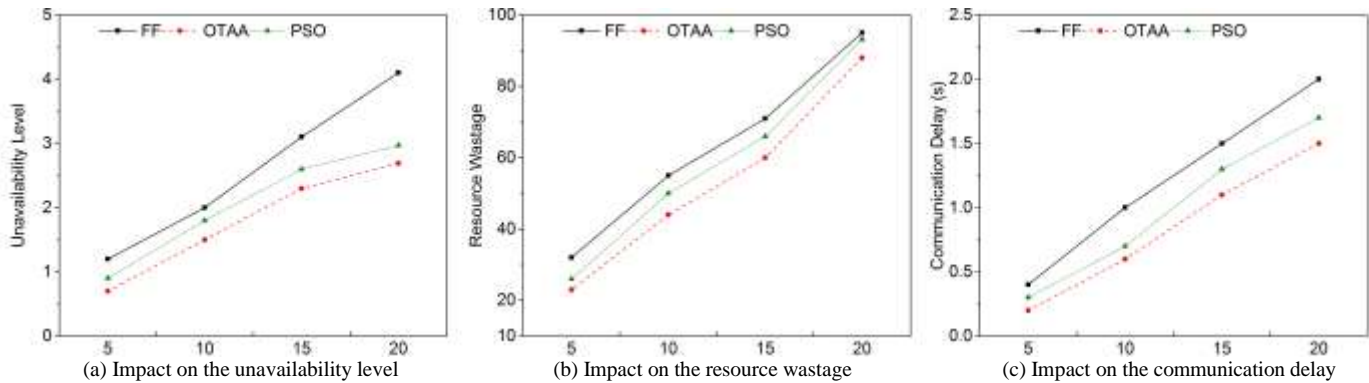 FF OTAA PSO
Unavailability Level
5
4
3
2
1
0
5 10 15 20
(a) Impact on the unavailability level
FF OTAA PSO
Resource Wastage
100
80
60
40
20
10
5 10 15 20
(b) Impact on the resource wastage
FF OTAA PSO
Communication Delay (s)
2.5
2.0
1.5
1.0
0.5
0.0
5 10 15 20
(c) Impact on the communication delay